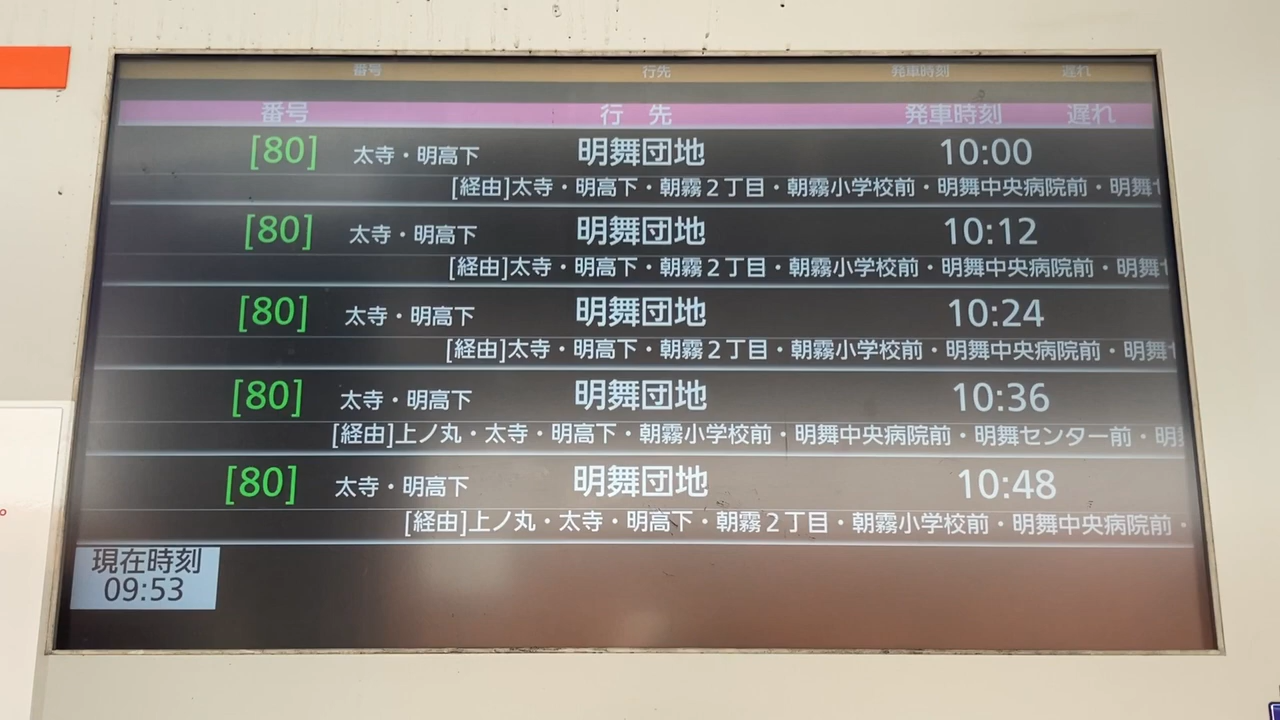 番号 行先 発車時刻 遅れ
番号 行 先 発車時刻 遅れ
[80] 太寺・明高下 明舞団地 10:00
[経由]太寺・明高下・朝霧２丁目・朝霧小学校前・明舞中央病院前・明舞
[80] 太寺・明高下 明舞団地 10:12
[経由]太寺・明高下・朝霧２丁目・朝霧小学校前・明舞中央病院前・明舞
[80] 太寺・明高下 明舞団地 10:24
[経由]太寺・明高下・朝霧２丁目・朝霧小学校前・明舞中央病院前・明舞
[80] 太寺・明高下 明舞団地 10:36
[経由]上ノ丸・太寺・明高下・朝霧小学校前・明舞中央病院前・明舞センター前・明
[80] 太寺・明高下 明舞団地 10:48
[経由]上ノ丸・太寺・明高下・朝霧２丁目・朝霧小学校前・明舞中央病院前・
現在時刻
09:53